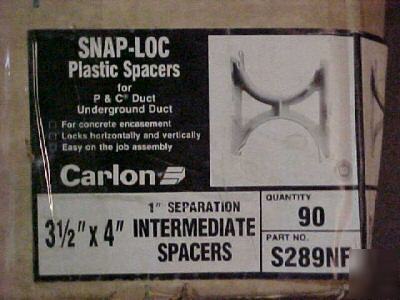 SNAP-LOC
Plastic Spacers
for
P & C® Duct
Underground Duct
For concrete encasement
Locks horizontally and vertically
Easy on the job assembly
Carlon
3½" x 4"
1" SEPARATION
INTERMEDIATE
SPACERS
QUANTITY
90
PART NO.
S289NF